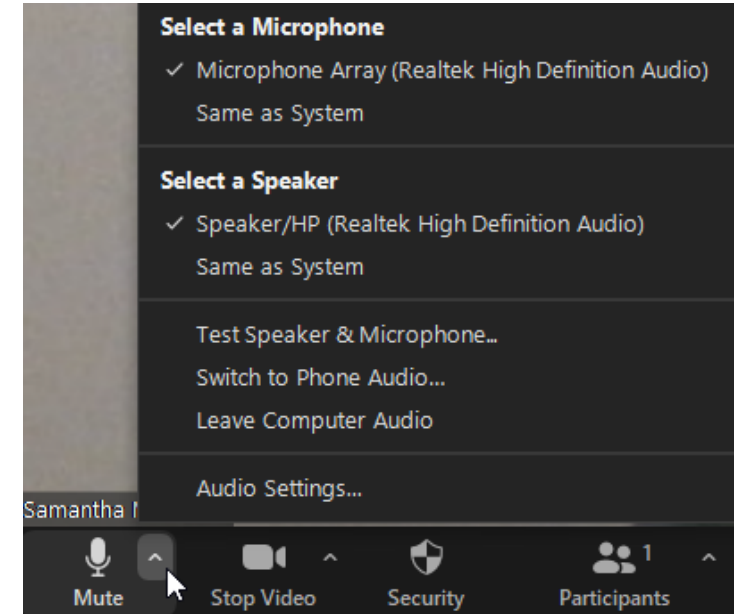 Select a Microphone
Microphone Array (Realtek High Definition Audio)
Same as System
Select a Speaker
Speaker/HP (Realtek High Definition Audio)
Same as System
Test Speaker & Microphone...
Switch to Phone Audio...
Leave Computer Audio
Audio Settings...
Samantha
1
Mute Stop Video Security Participants